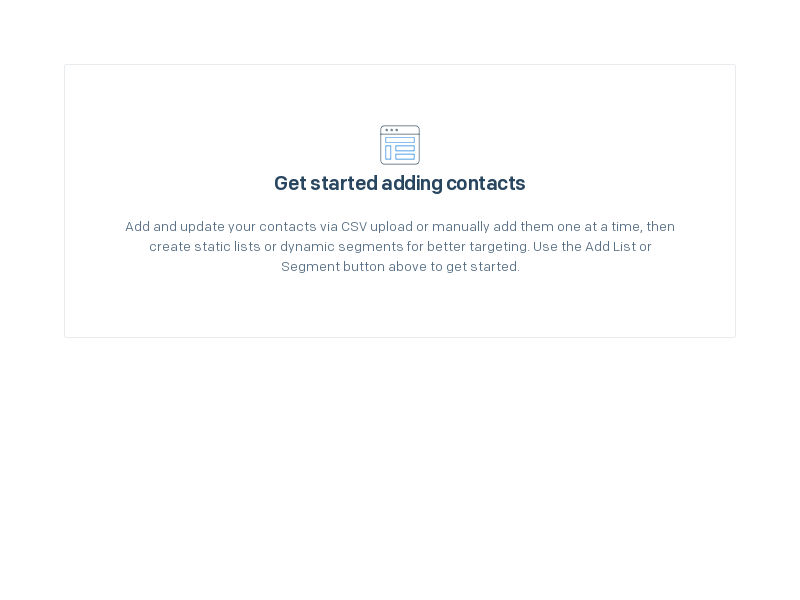 Get started adding contacts
Add and update your contacts via CSV upload or manually add them one at a time, then
create static lists or dynamic segments for better targeting. Use the Add List or
Segment button above to get started.